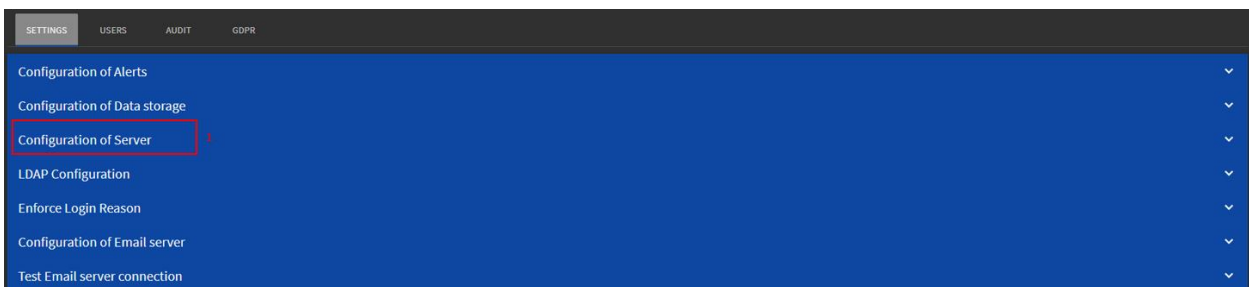 SETTINGS USERS AUDIT GDPR
Configuration of Alerts
Configuration of Data storage
Configuration of Server 1
LDAP Configuration
Enforce Login Reason
Configuration of Email server
Test Email server connection